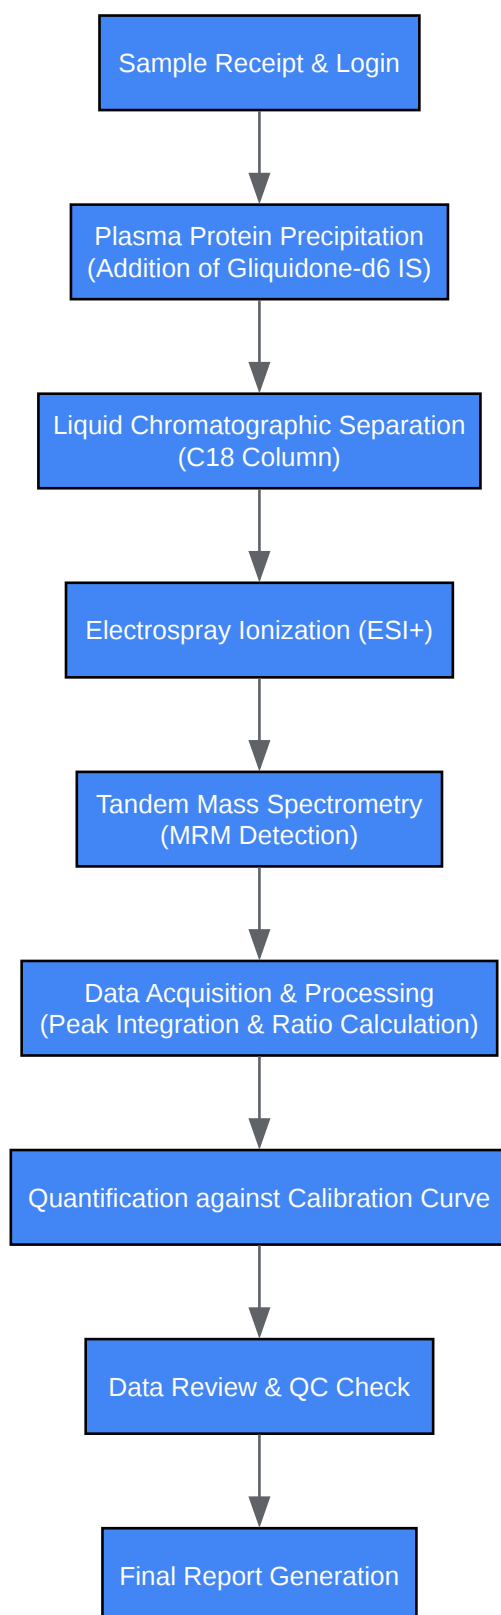 Sample Receipt & Login
Plasma Protein Precipitation
(Addition of Gliquidone-d6 IS)
Liquid Chromatographic Separation
(C18 Column)
Electrospray Ionization (ESI+)
Tandem Mass Spectrometry
(MRM Detection)
Data Acquisition & Processing
(Peak Integration & Ratio Calculation)
Quantification against Calibration Curve
Data Review & QC Check
Final Report Generation